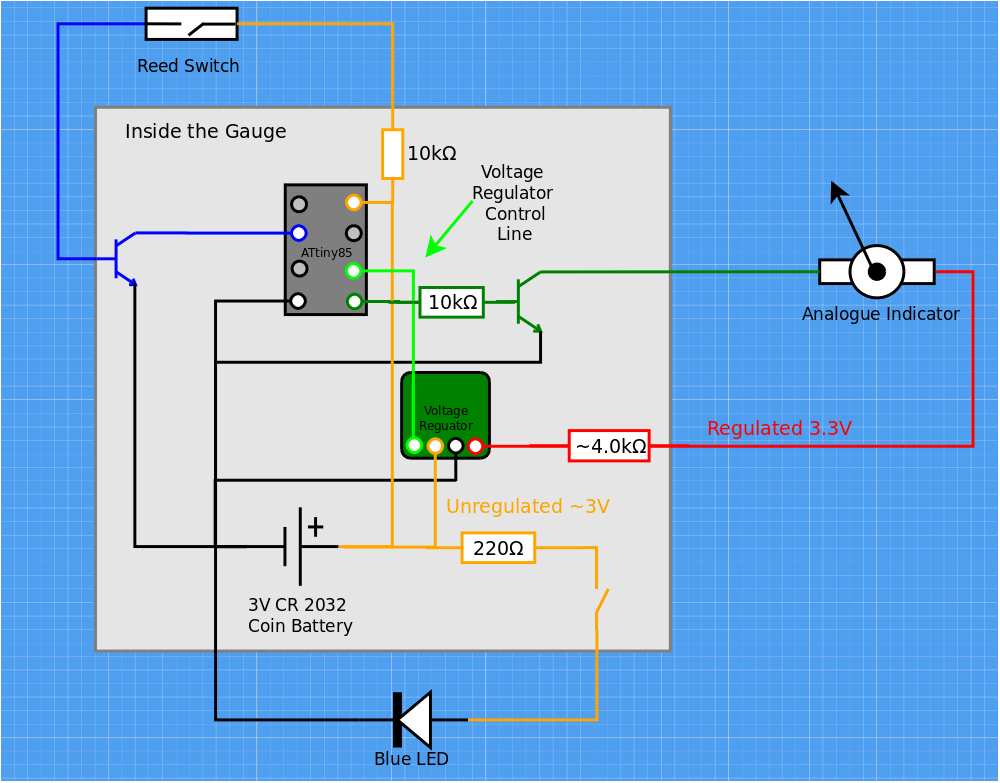 Reed Switch
Inside the Gauge
10kΩ
Voltage
Regulator
Control
Line
ATtiny85
10kΩ
Analogue Indicator
Voltage
Reguator
~4.0kΩ
Regulated 3.3V
Unregulated ~3V
+
220Ω
3V CR 2032
Coin Battery
Blue LED